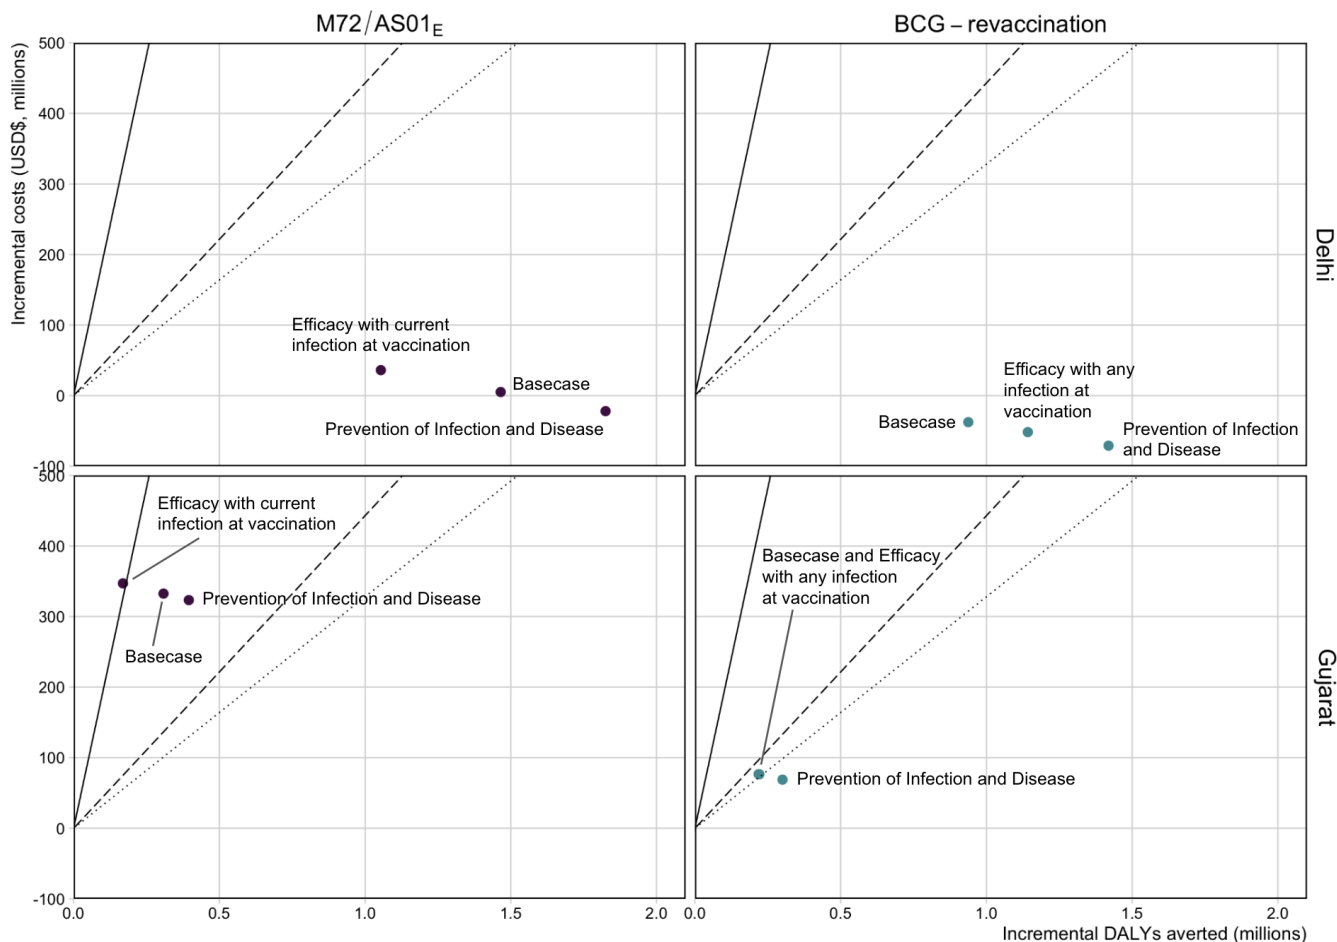 M72/AS01E
BCG – revaccination
Incremental costs (USD$, millions)
500
400
300
200
100
0
-100
Efficacy with current
infection at vaccination
Basecase
Prevention of Infection and Disease
Efficacy with any
infection at
vaccination
Basecase
Prevention of Infection
and Disease
Delhi
500
400
300
200
100
0
-100
Efficacy with current
infection at vaccination
Prevention of Infection and Disease
Basecase
Basecase and Efficacy
with any infection
at vaccination
Prevention of Infection and Disease
Gujarat
0.0 0.5 1.0 1.5 2.0
0.0 0.5 1.0 1.5 2.0
Incremental DALYs averted (millions)